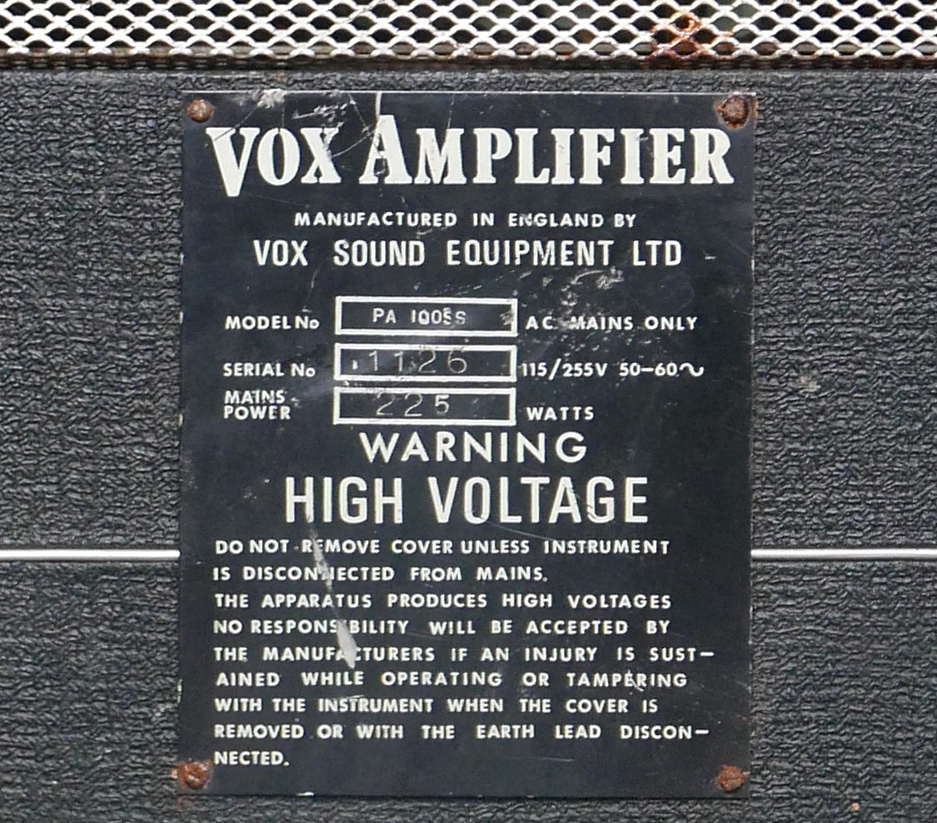 VOX AMPLIFIER
MANUFACTURED IN ENGLAND BY
VOX SOUND EQUIPMENT LTD
MODEL No PA 100SS AC MAINS ONLY
SERIAL No 1126 115/255V 50-60~
MAINS
POWER 225 WATTS
WARNING
HIGH VOLTAGE
DO NOT REMOVE COVER UNLESS INSTRUMENT
IS DISCONNECTED FROM MAINS.
THE APPARATUS PRODUCES HIGH VOLTAGES
NO RESPONSIBILITY WILL BE ACCEPTED BY
THE MANUFACTURERS IF AN INJURY IS SUST-
AINED WHILE OPERATING OR TAMPERING
WITH THE INSTRUMENT WHEN THE COVER IS
REMOVED OR WITH THE EARTH LEAD DISCON-
NECTED.